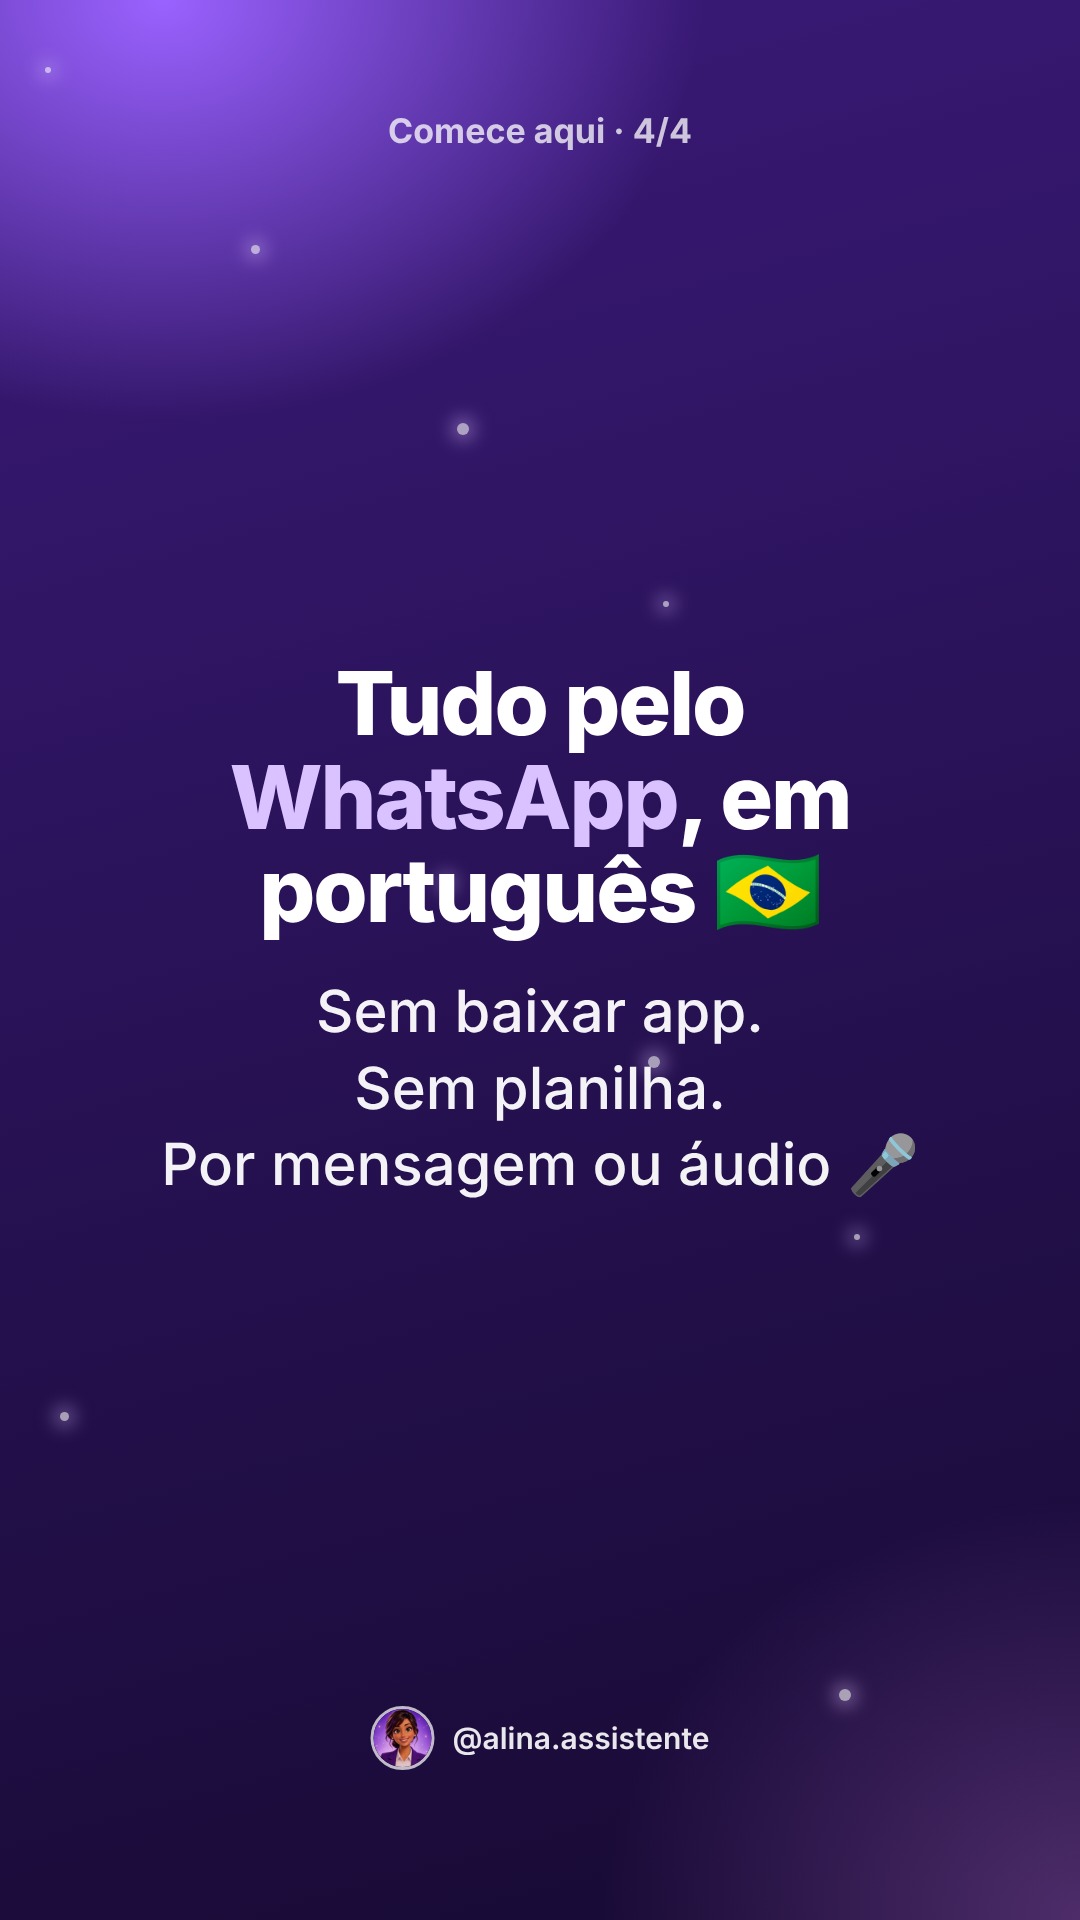 Comece aqui · 4/4
Tudo pelo
WhatsApp, em
português 🇧🇷
Sem baixar app.
Sem planilha.
Por mensagem ou áudio 🎤
@alina.assistente